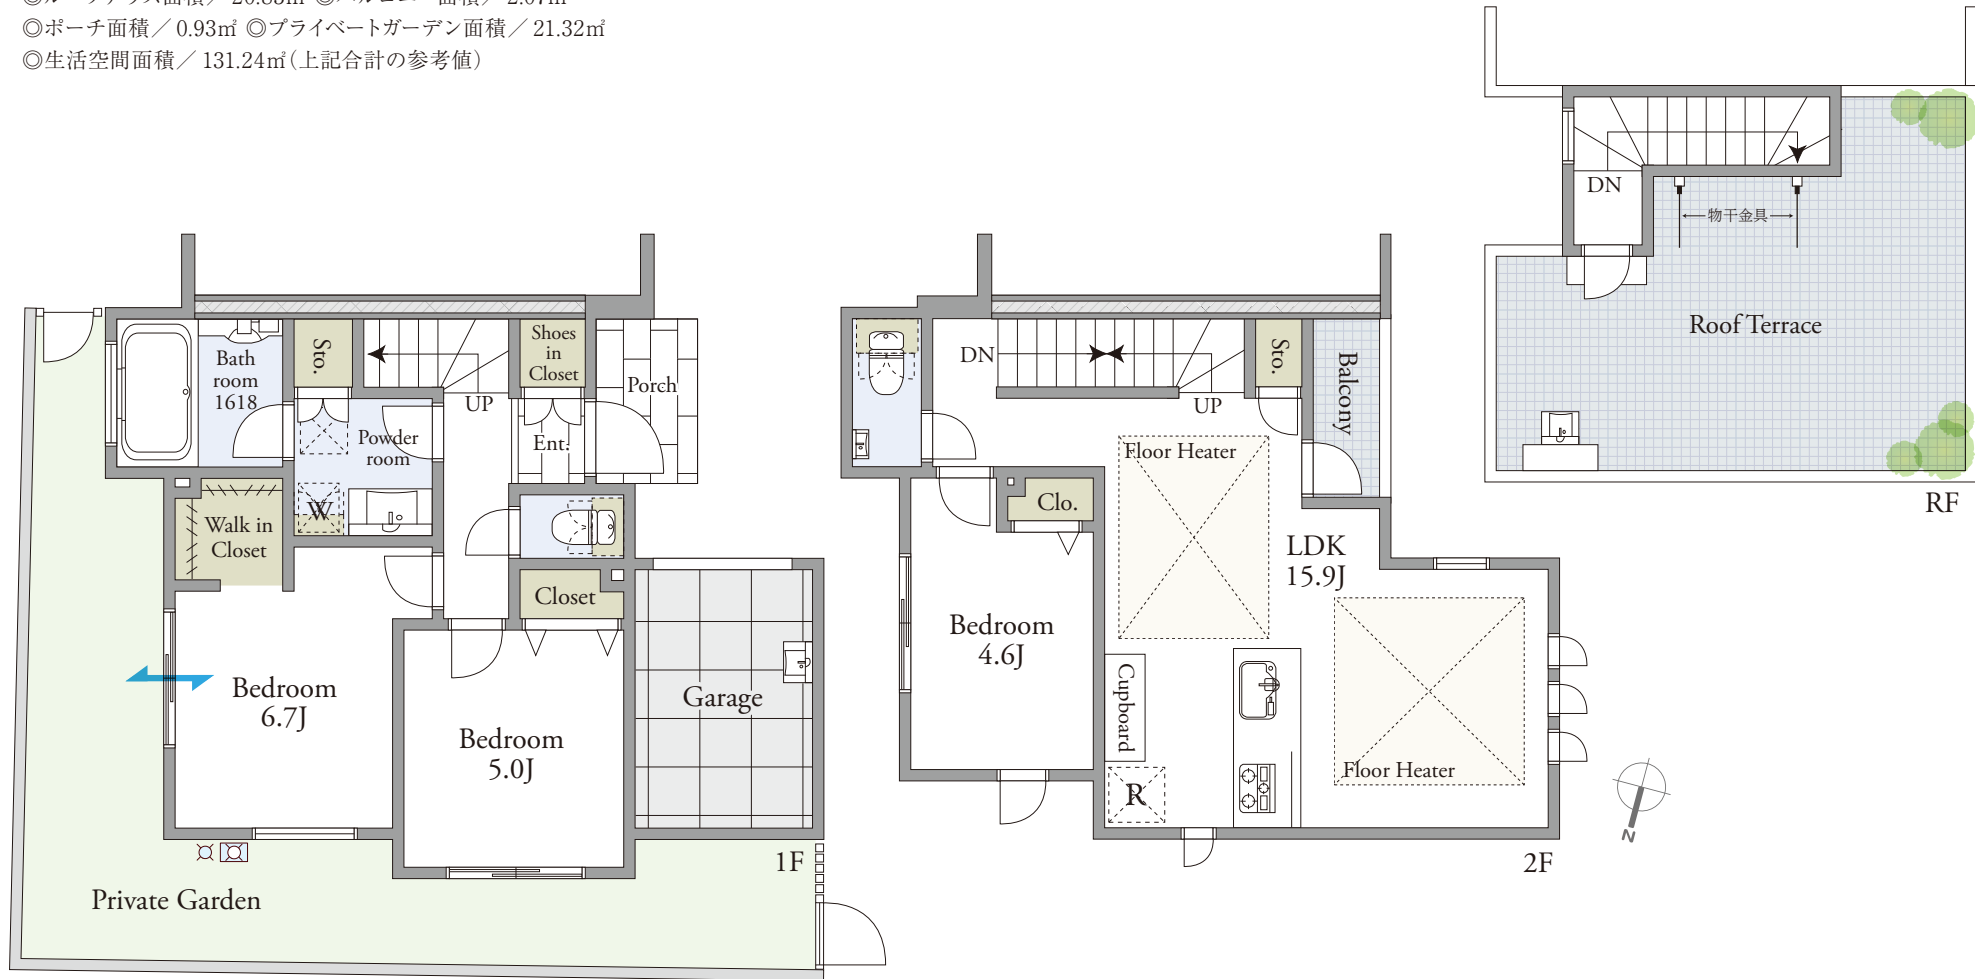 ◎ポーチ面積／0.93㎡ ◎プライベートガーデン面積／21.32㎡
◎生活空間面積／131.24㎡(上記合計の参考値)
Bath
room
1618
Sto.
UP
Shoes
in
Closet
Porch
Ent.
Powder
room
W
Walk in
Closet
Closet
Bedroom
6.7J
Bedroom
5.0J
Garage
Private Garden
1F
DN
UP
Sto.
Balcony
Floor Heater
Clo.
LDK
15.9J
Bedroom
4.6J
Cupboard
R
Floor Heater
2F
N
DN
物干金具
Roof Terrace
RF